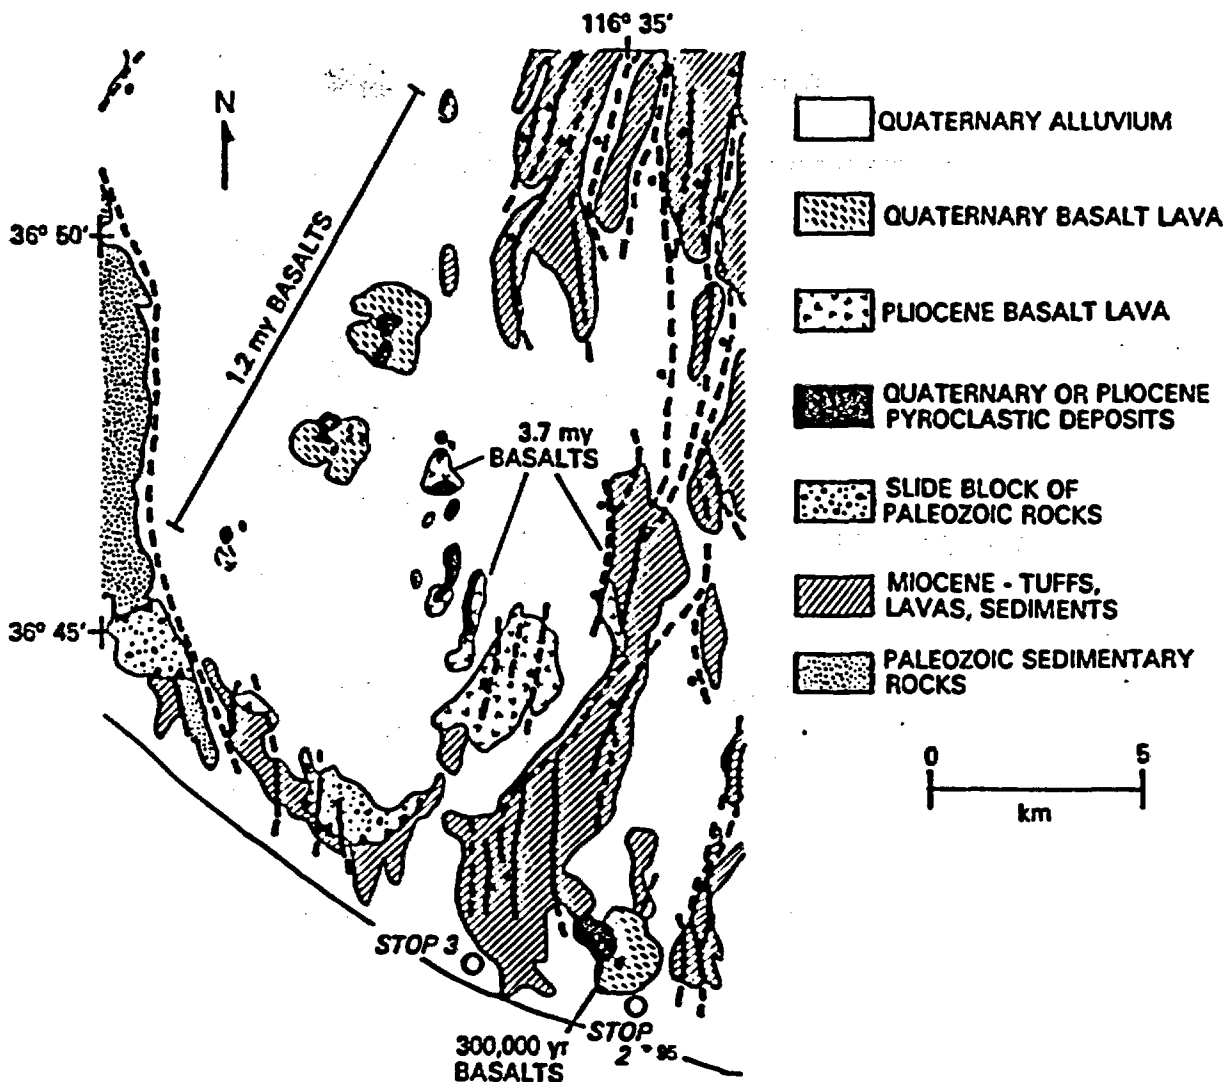 116° 35'
N
36° 50'
1.2 my BASALTS
3.7 my
BASALTS
36° 45'
STOP 3
300,000 yr
BASALTS
STOP
2
95
QUATERNARY ALLUVIUM
QUATERNARY BASALT LAVA
PLIOCENE BASALT LAVA
QUATERNARY OR PLIOCENE
PYROCLASTIC DEPOSITS
SLIDE BLOCK OF
PALEOZOIC ROCKS
MIOCENE - TUFFS,
LAVAS, SEDIMENTS
PALEOZOIC SEDIMENTARY
ROCKS
0 5
km